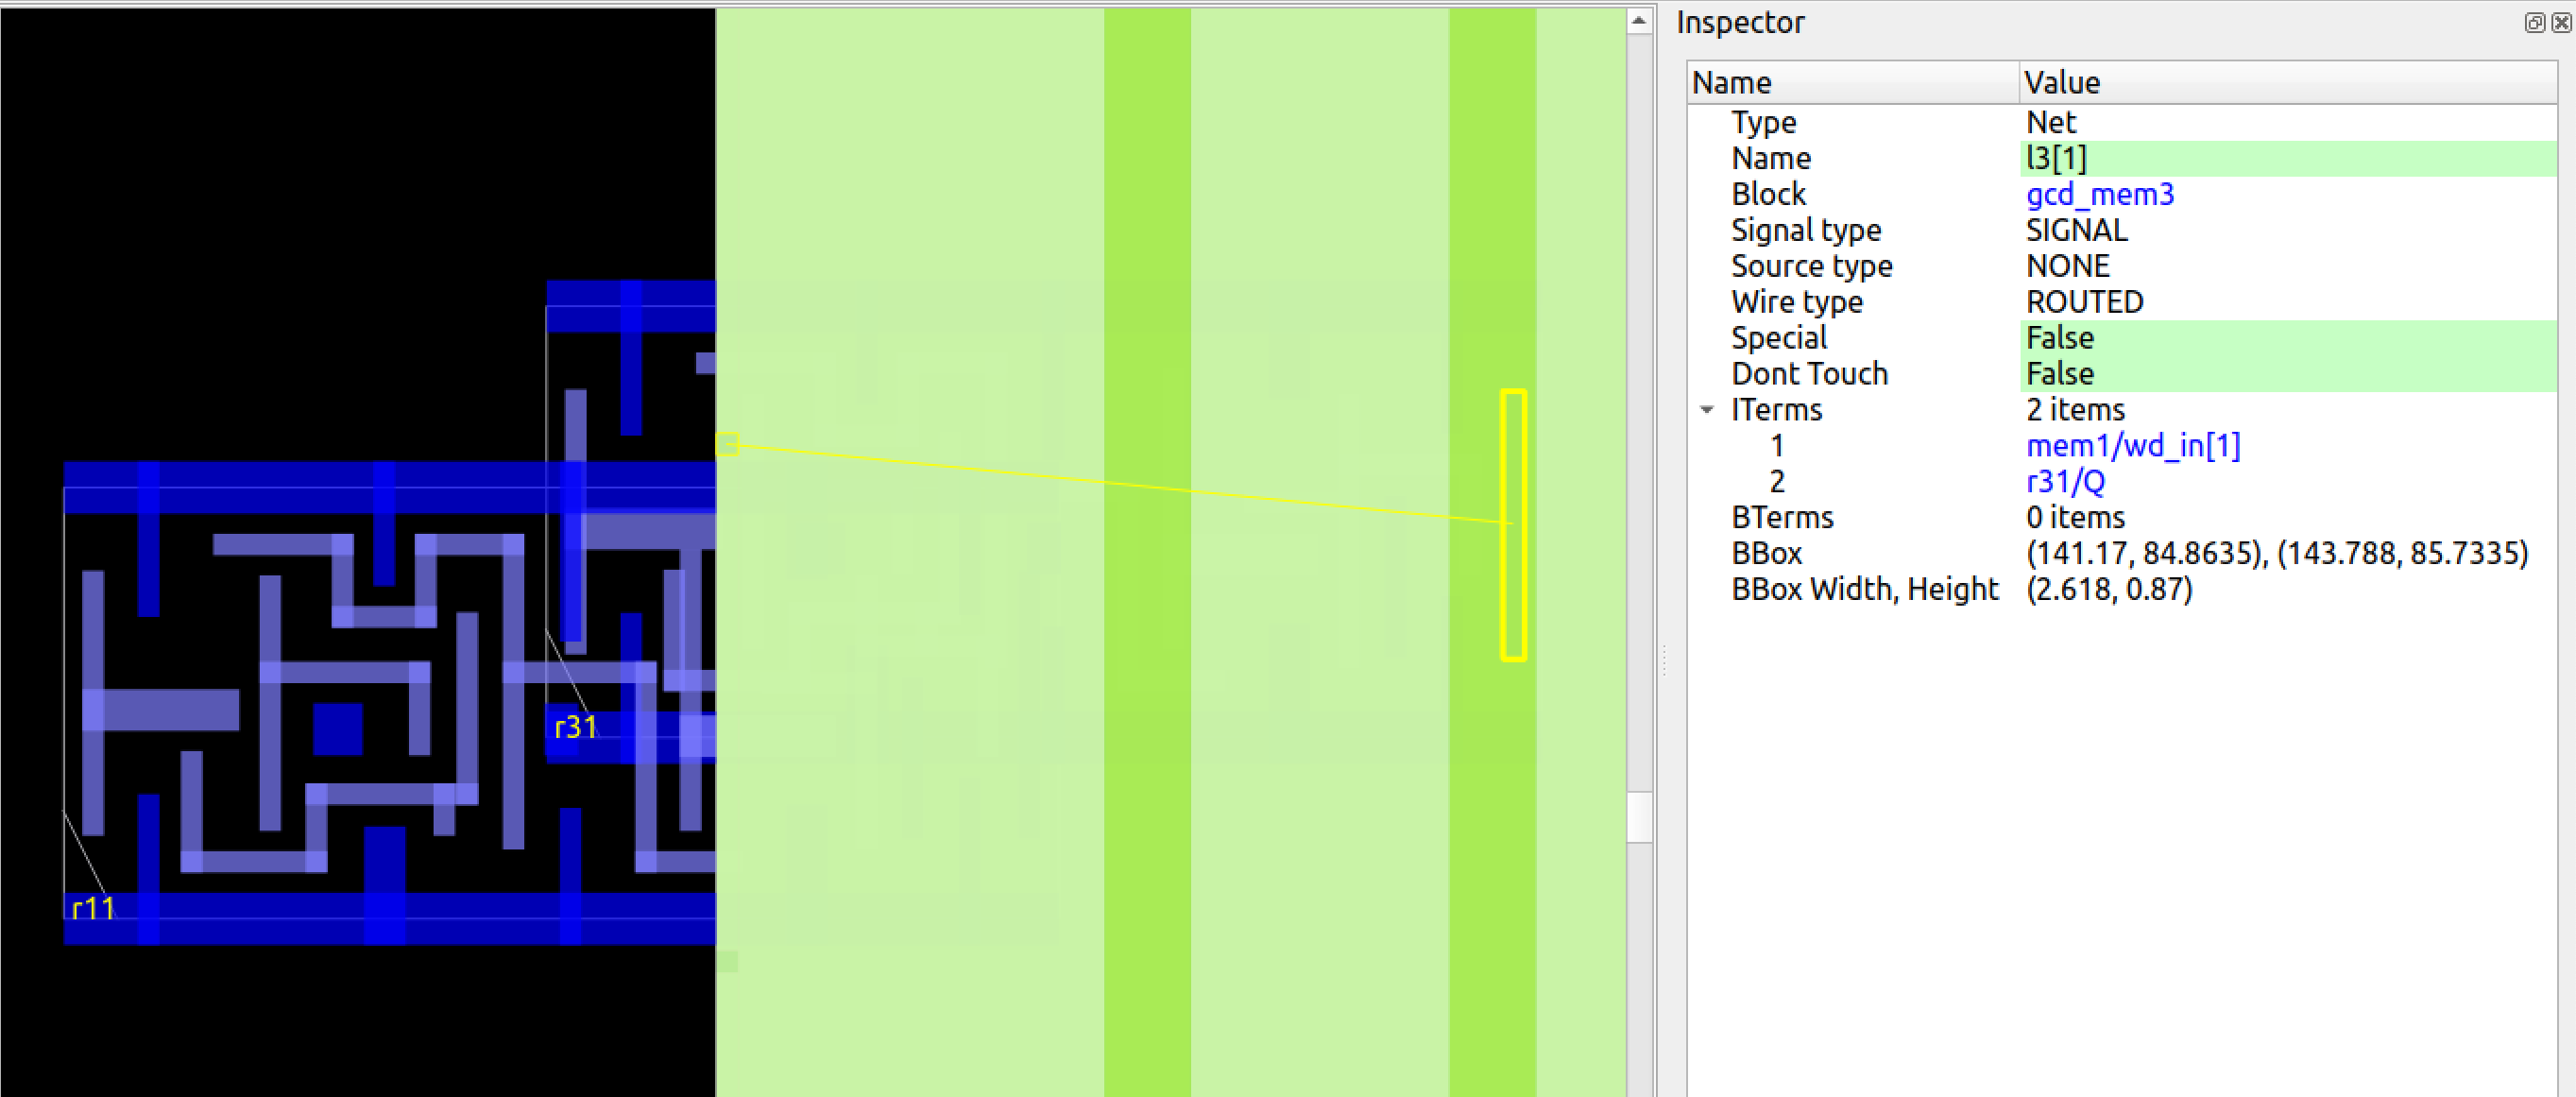 Inspector
Name Value
Type Net
Name l3[1]
Block gcd_mem3
Signal type SIGNAL
Source type NONE
Wire type ROUTED
Special False
Dont Touch False
ITerms 2 items
1 mem1/wd_in[1]
2 r31/Q
BTerms 0 items
BBox (141.17, 84.8635), (143.788, 85.7335)
BBox Width, Height (2.618, 0.87)
r31
r11